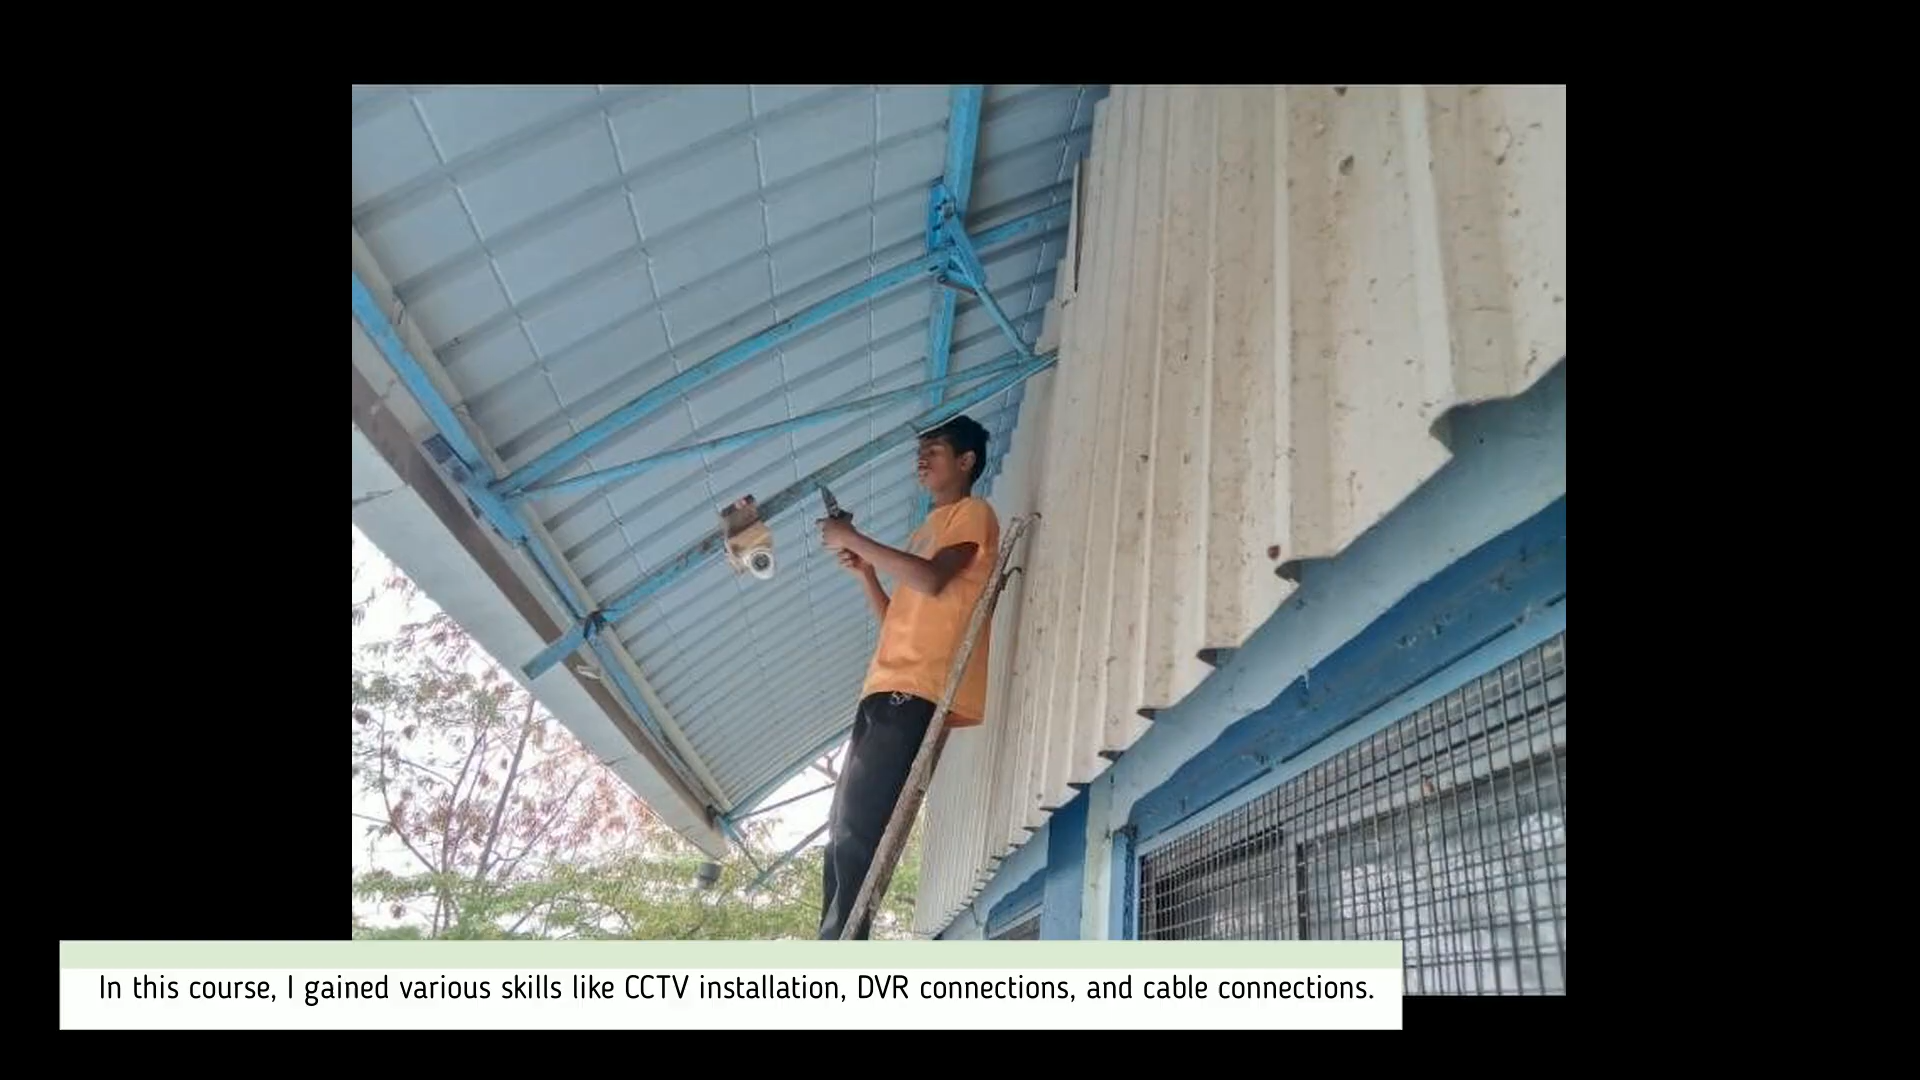 In this course, I gained various skills like CCTV installation, DVR connections, and cable connections.